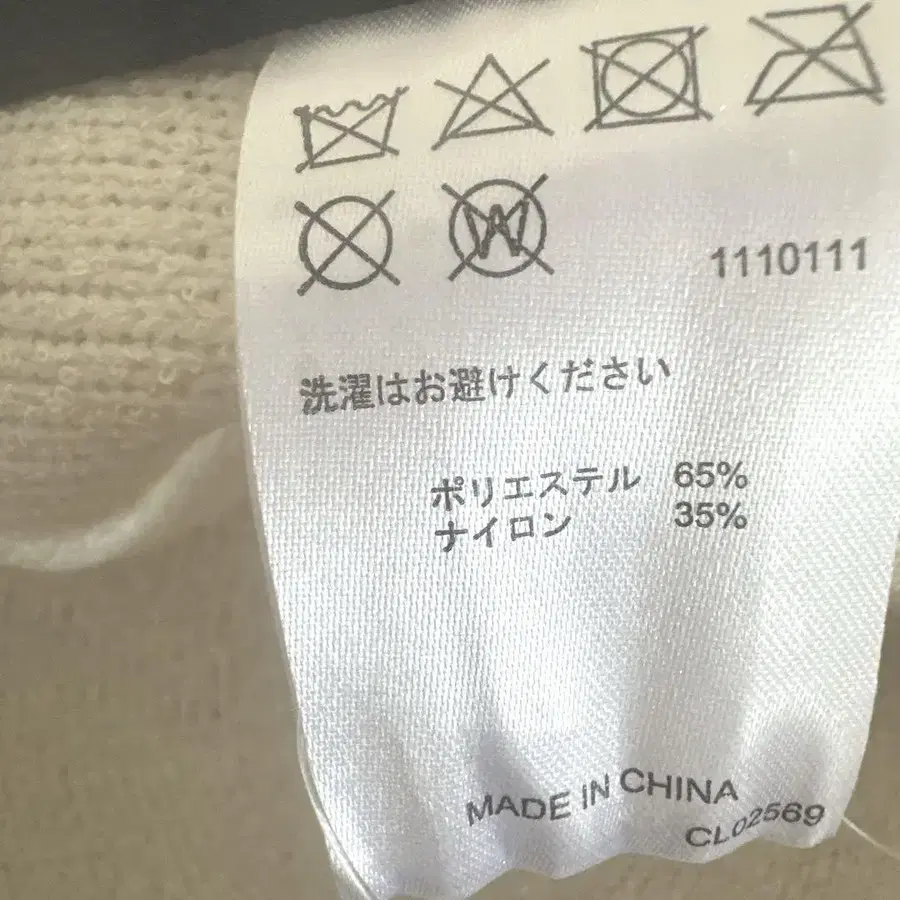 W
1110111
洗濯はお避けください
ポリエステル 65%
ナイロン 35%
MADE IN CHINA
CL02569